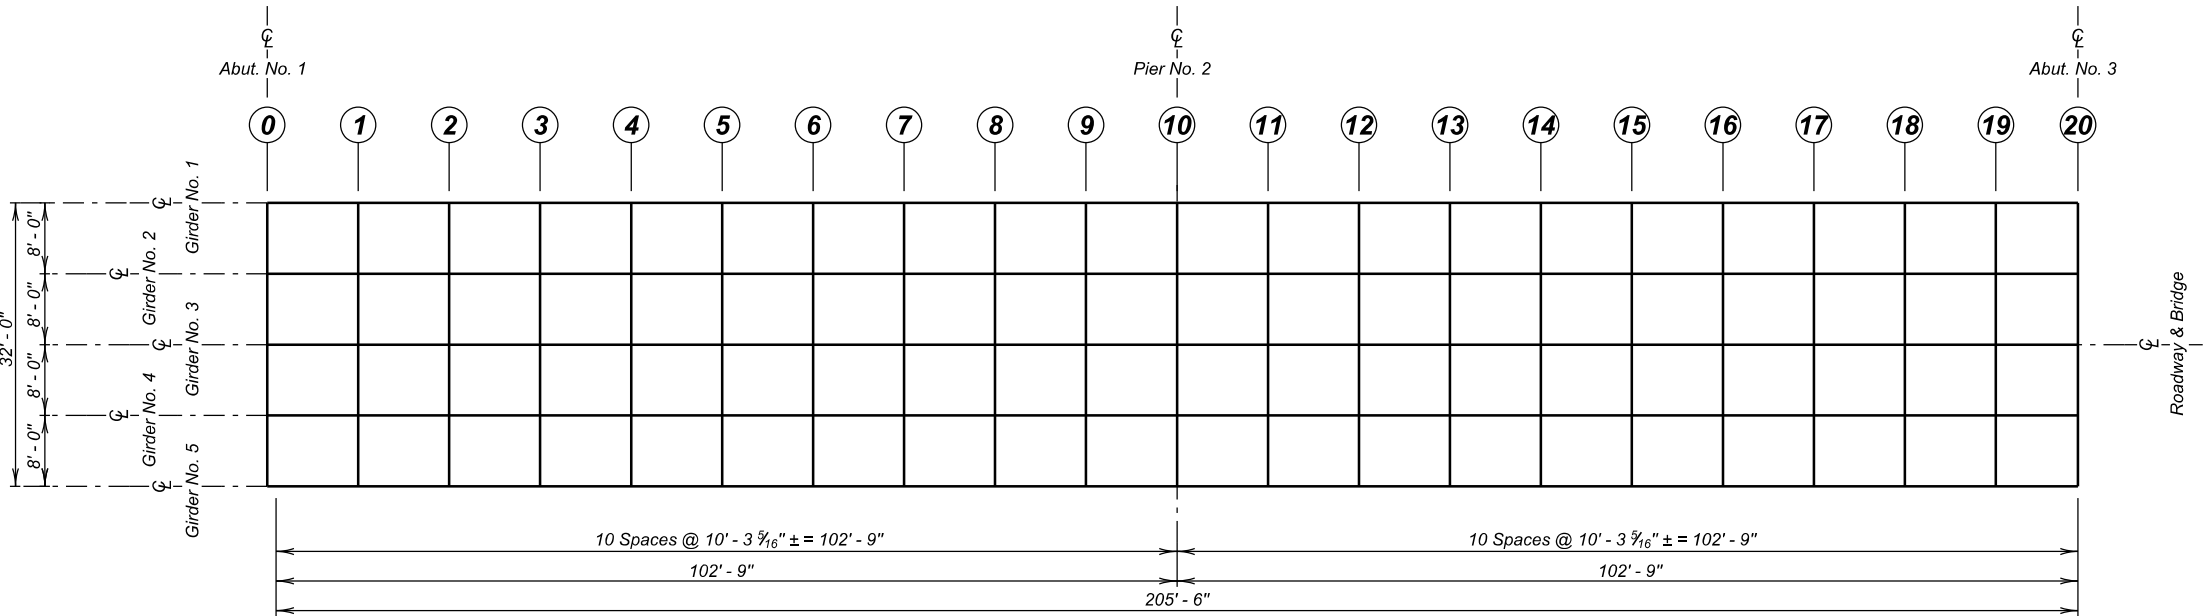 ℄ ℄ ℄
Abut. No. 1 Pier No. 2 Abut. No. 3
0 1 2 3 4 5 6 7 8 9 10 11 12 13 14 15 16 17 18 19 20
℄ Girder No. 1
℄ Girder No. 2
℄ Girder No. 3
℄ Girder No. 4
℄ Girder No. 5
8' - 0"
8' - 0"
8' - 0"
8' - 0"
32' - 0"
℄ Roadway & Bridge
10 Spaces @ 10' - 3 5/16" ± = 102' - 9" 10 Spaces @ 10' - 3 5/16" ± = 102' - 9"
102' - 9" 102' - 9"
205' - 6"